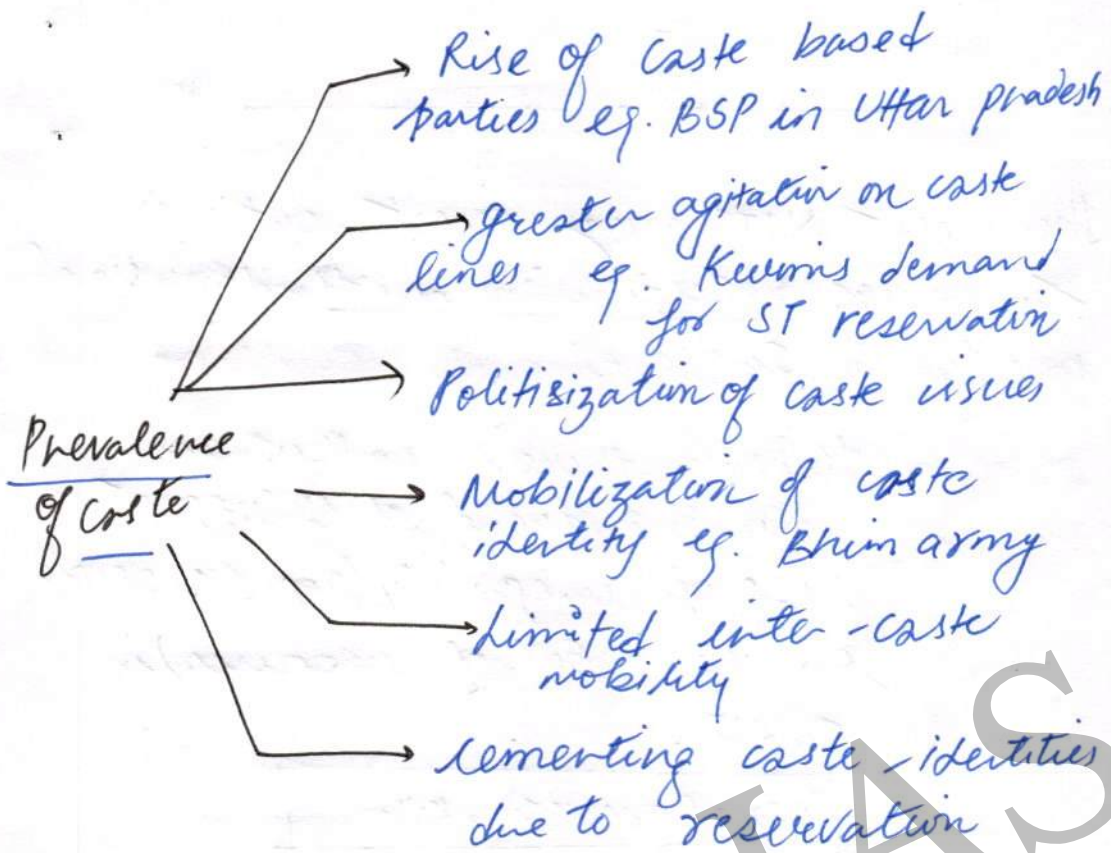 Rise of caste based
parties eg. BSP in Uttar pradesh
greater agitation on caste
lines eg. Kurmis demand
for ST reservation
Politisization of caste issues
Prevalence
of caste
Mobilization of caste
identity eg. Bhim army
Limited inter-caste
mobility
Cementing caste-identities
due to reservation
IAS